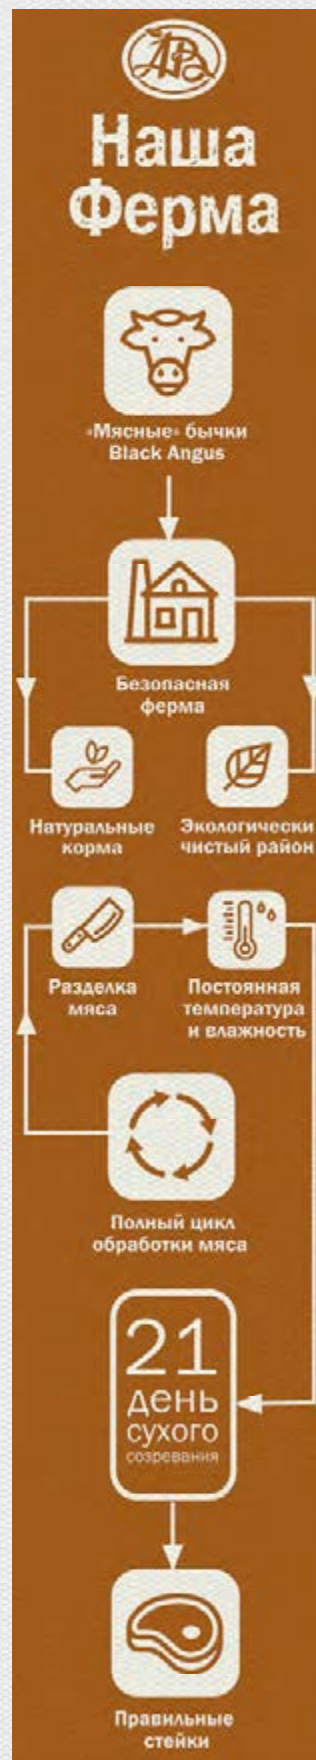 АРВ
Наша
Ферма
«Мясные» бычки
Black Angus
Безопасная
ферма
Натуральные
корма
Экологически
чистый район
Разделка
мяса
Постоянная
температура
и влажность
Полный цикл
обработки мяса
21
день
сухого
созревания
Правильные
стейки